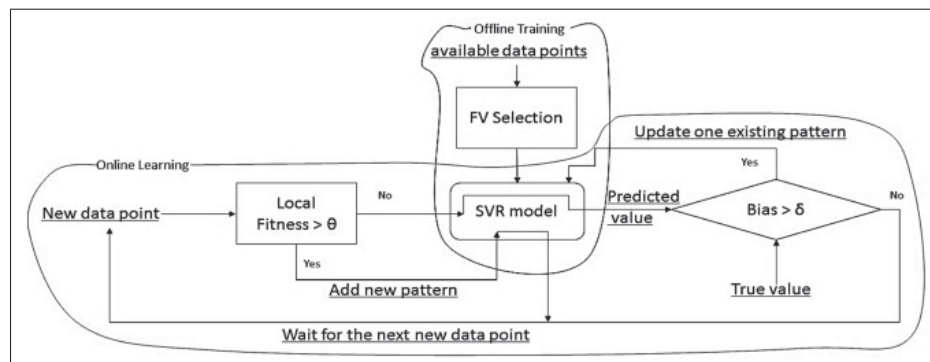 Offline Training
available data points
FV Selection
Update one existing pattern
Online Learning
Yes
No
New data point
Local
Fitness > θ
No
SVR model
Predicted
value
Bias > δ
Yes
Add new pattern
True value
Wait for the next new data point